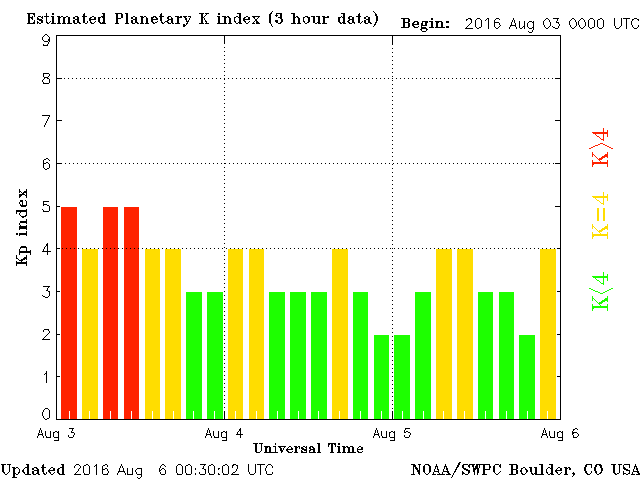 Estimated Planetary K index (3 hour data) Begin: 2016 Aug 03 0000 UTC
9
8
7
6
5
4
3
2
1
0
Kp index
K>4
K=4
K<4
Aug 3 Aug 4 Aug 5 Aug 6
Universal Time
Updated 2016 Aug 6 00:30:02 UTC NOAA/SWPC Boulder, CO USA